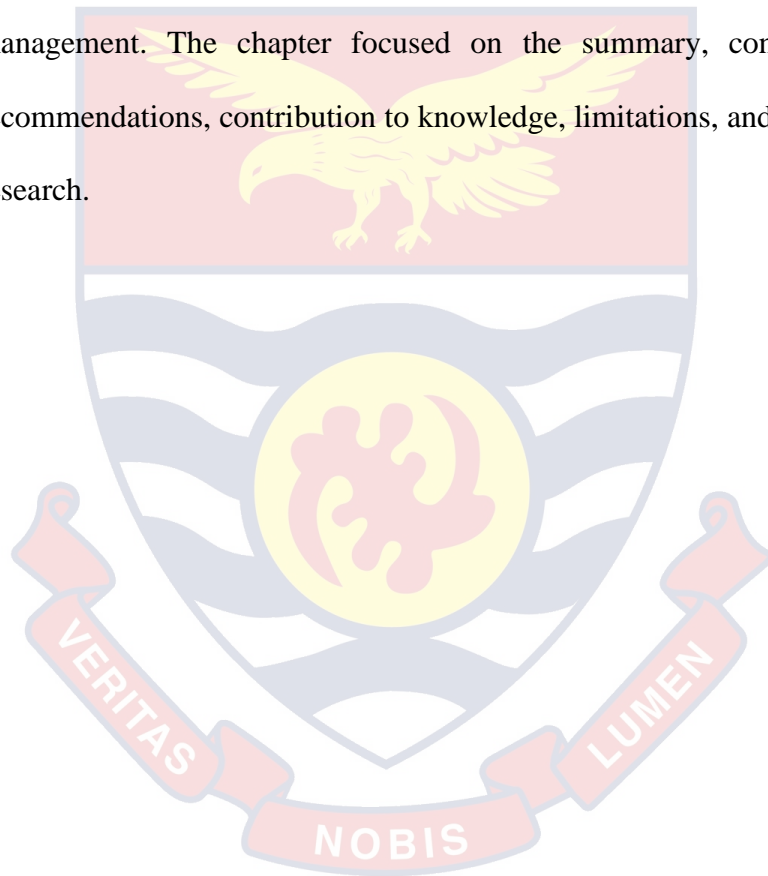 anagement. The chapter focused on the summary, con
commendations, contribution to knowledge, limitations, and
search.
VERITAS
NOBIS
LUMEN